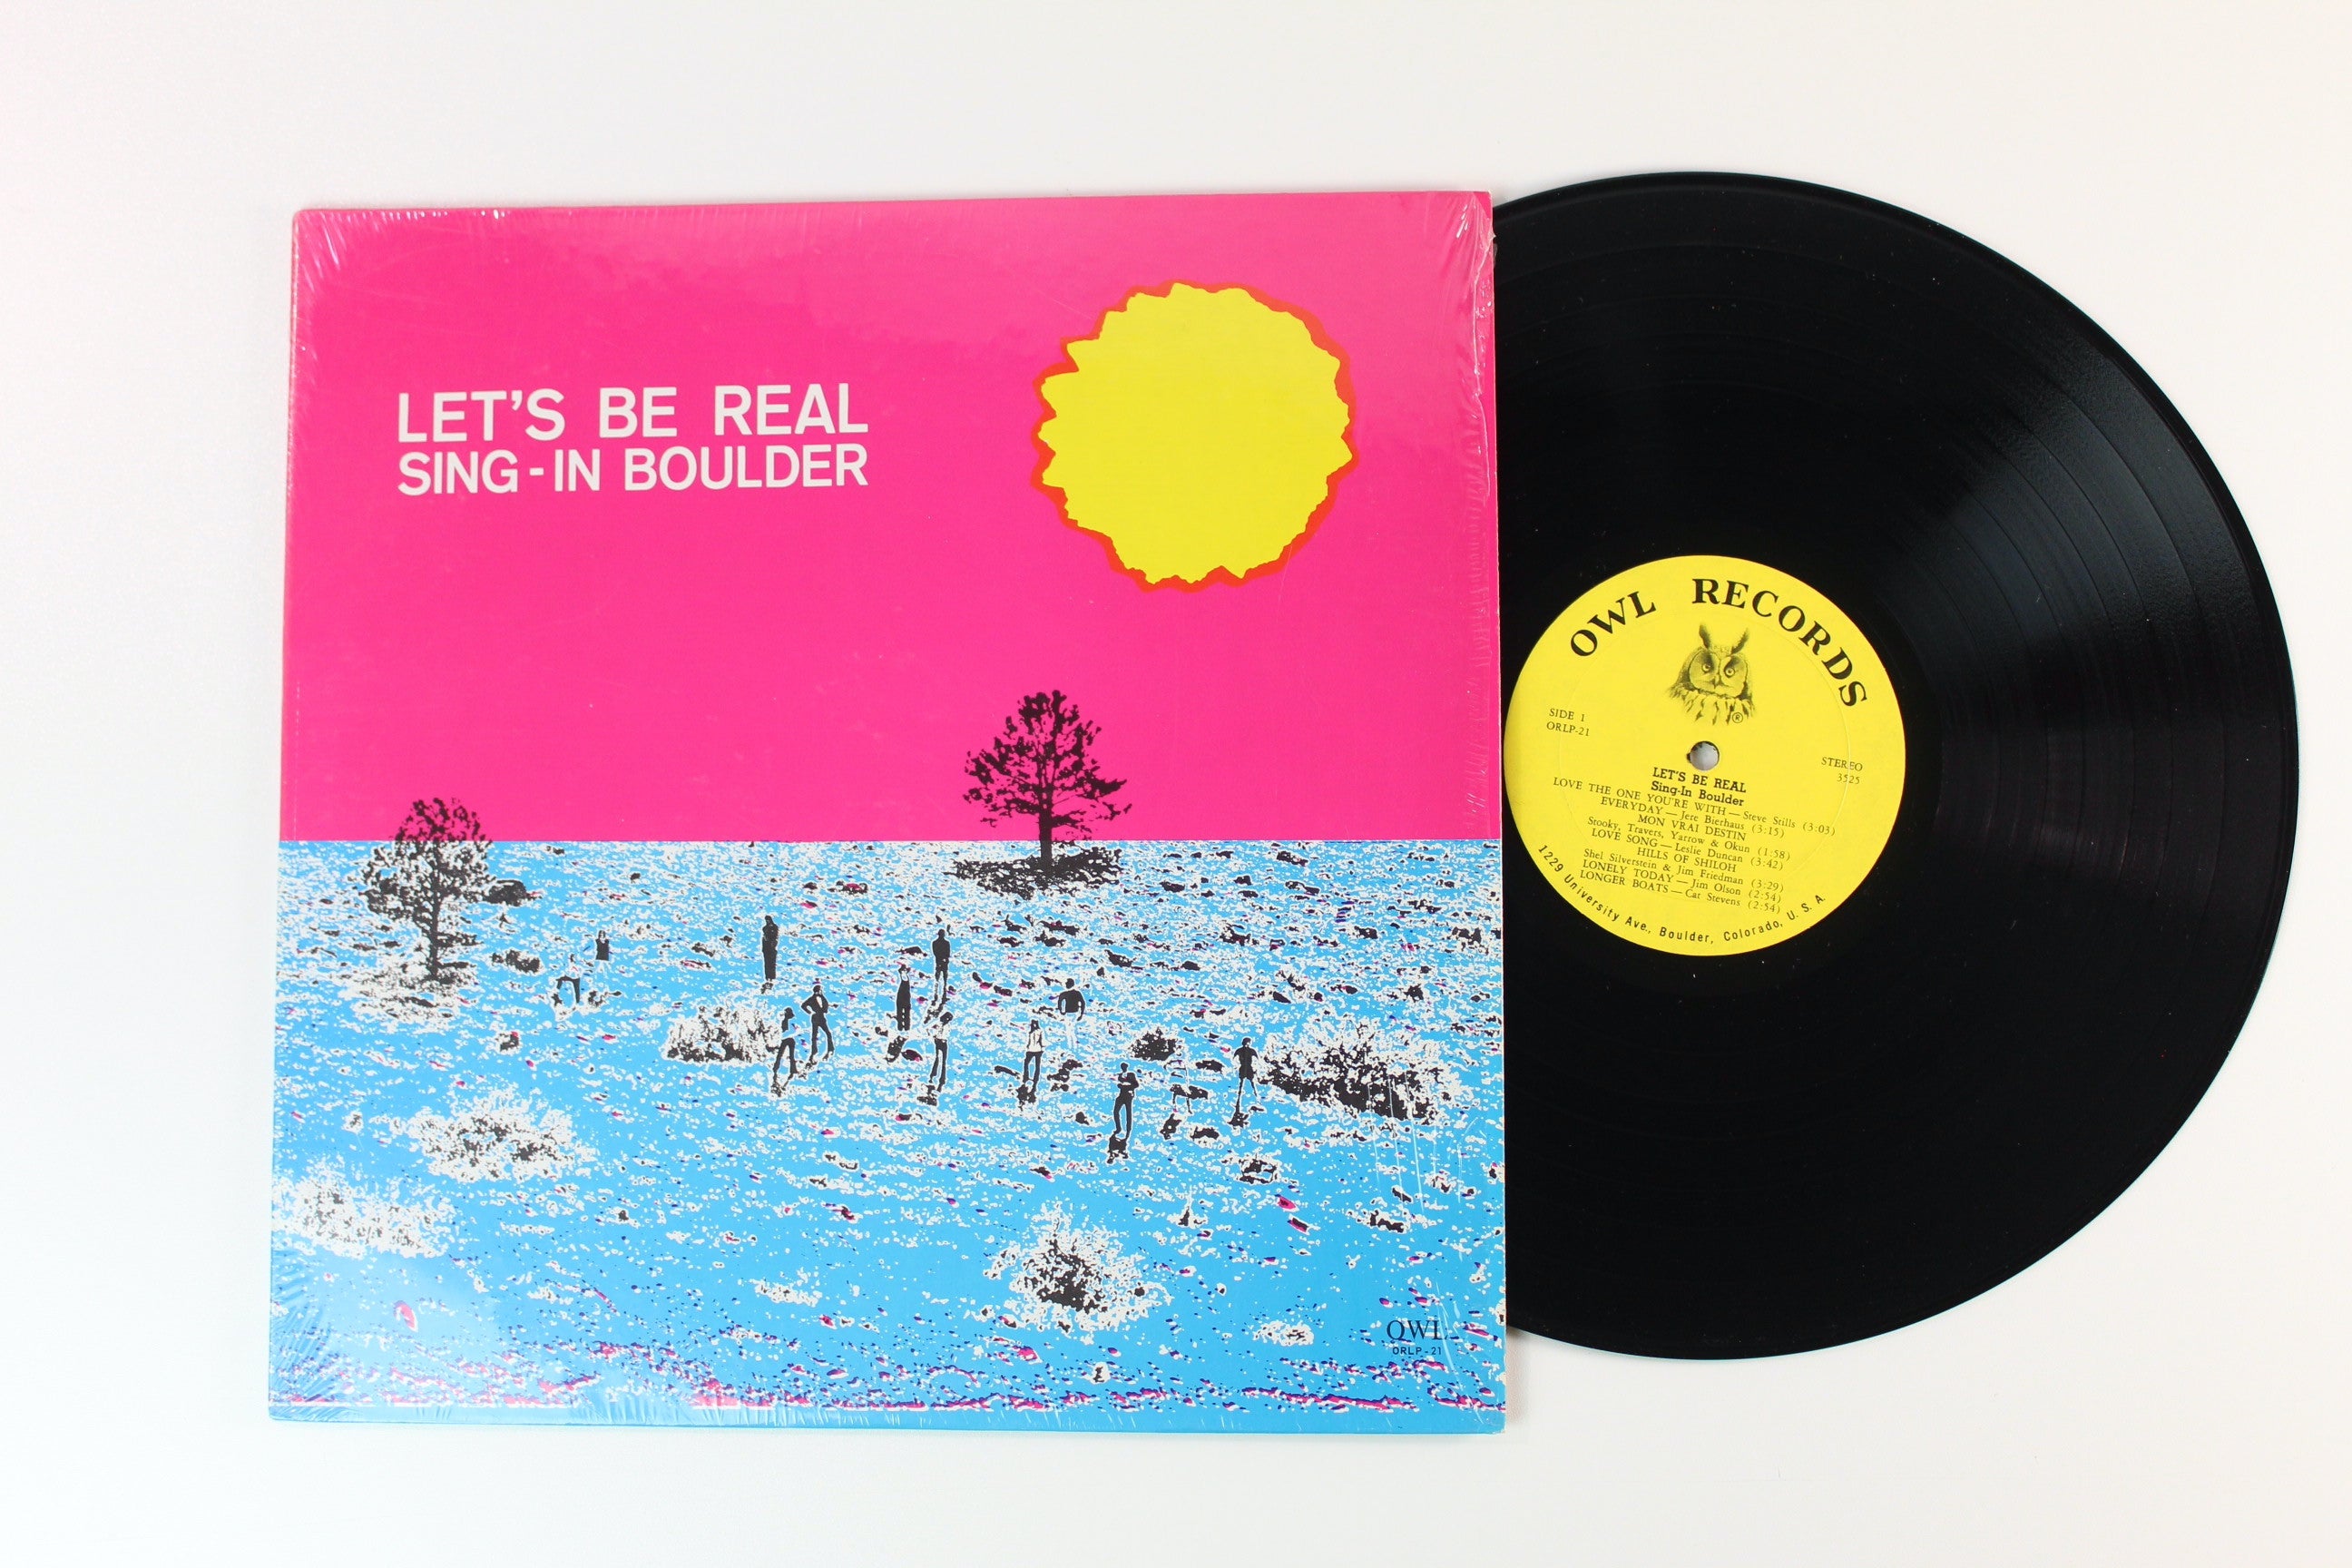 LET'S BE REAL
SING-IN BOULDER
OWL
ORLP-21
OWL RECORDS
®
SIDE 1
ORLP-21
STEREO
3525
LET'S BE REAL
Sing-In Boulder
LOVE THE ONE YOU'RE WITH — Steve Stills (3:03)
EVERYDAY — Jere Bierhaus (3:15)
MON VRAI DESTIN
Stooky, Travers, Yarrow & Okun (1:58)
LOVE SONG — Leslie Duncan (3:42)
HILLS OF SHILOH
Shel Silverstein & Jim Friedman (3:29)
LONELY TODAY — Jim Olson (2:54)
LONGER BOATS — Cat Stevens (2:54)
1229 University Ave., Boulder, Colorado, U. S. A.